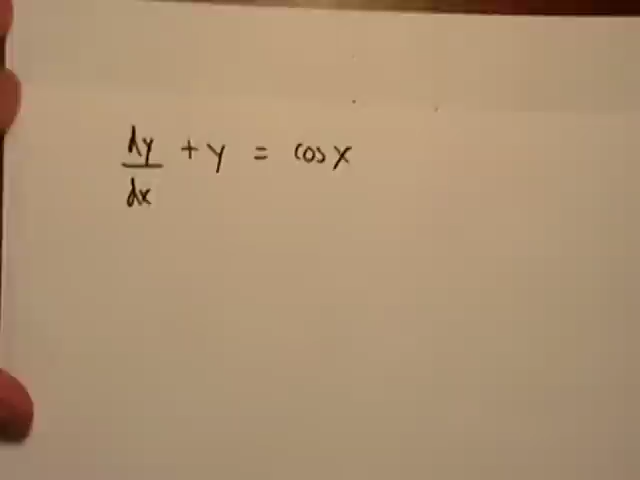 dy/dx + y = cos x